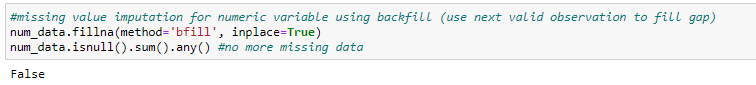 #missing value imputation for numeric variable using backfill (use next valid observation to fill gap)
num_data.fillna(method='bfill', inplace=True)
num_data.isnull().sum().any() #no more missing data
False